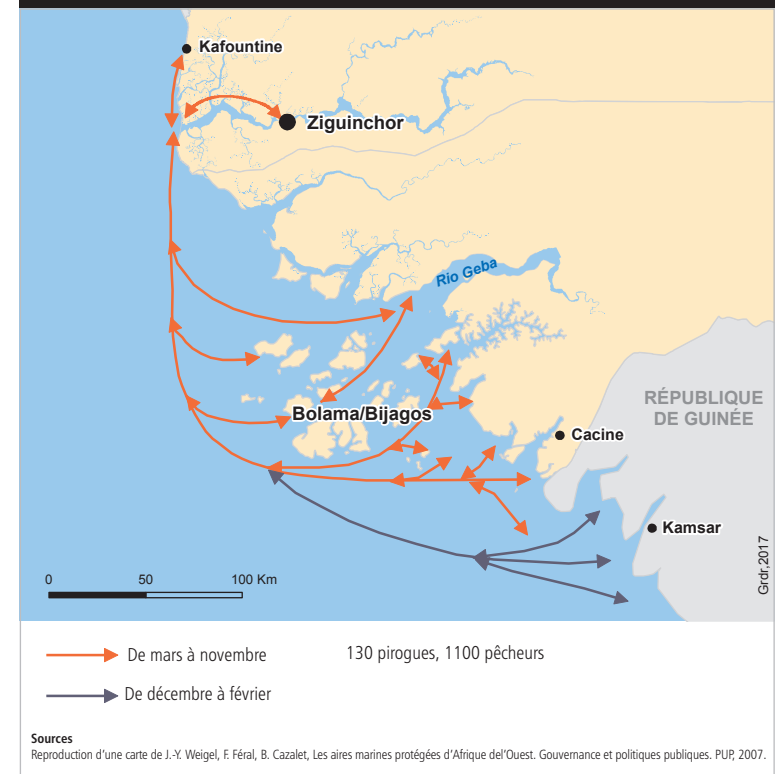 Kafountine
Ziguinchor
Rio Geba
RÉPUBLIQUE
DE GUINÉE
Bolama/Bijagos
Cacine
Kamsar
0 50 100 Km
Grdr,2017
De mars à novembre 130 pirogues, 1100 pêcheurs
De décembre à février
Sources
Reproduction d'une carte de J.-Y. Weigel, F. Féral, B. Cazalet, Les aires marines protégées d'Afrique del'Ouest. Gouvernance et politiques publiques. PUP, 2007.